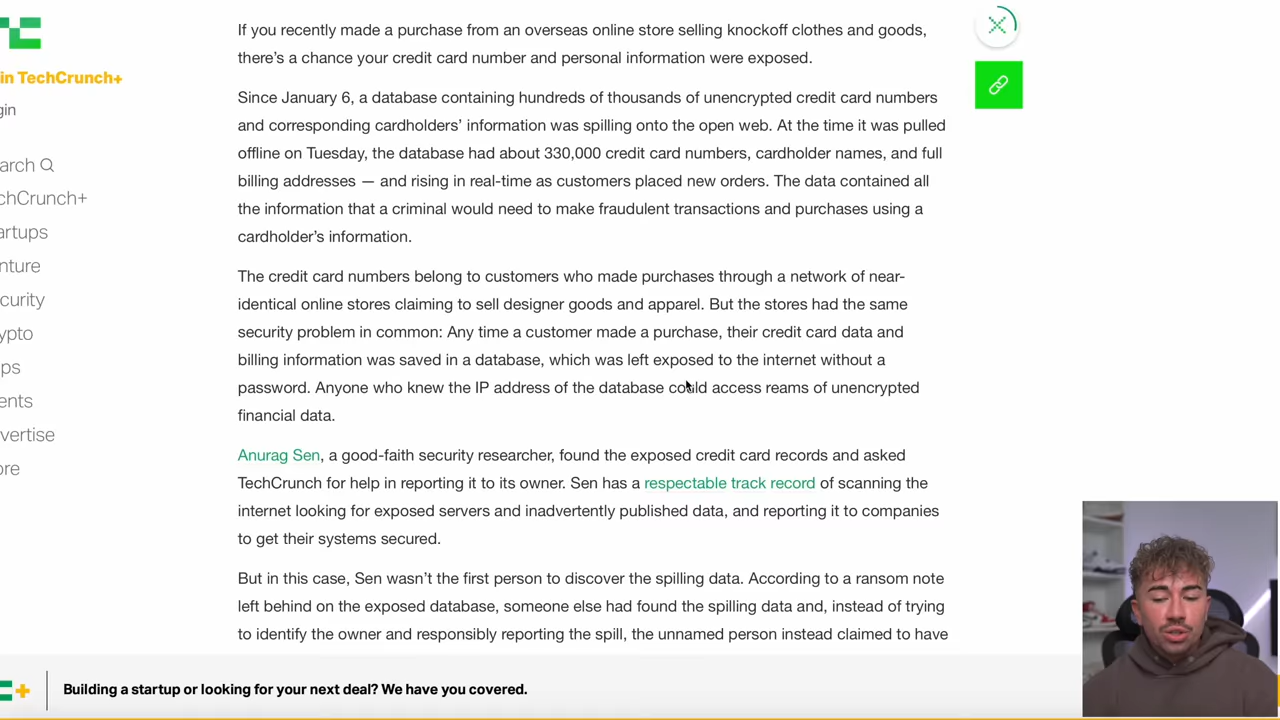 If you recently made a purchase from an overseas online store selling knockoff clothes and goods,
there's a chance your credit card number and personal information were exposed.
in TechCrunch+
gin
Since January 6, a database containing hundreds of thousands of unencrypted credit card numbers
and corresponding cardholders' information was spilling onto the open web. At the time it was pulled
offline on Tuesday, the database had about 330,000 credit card numbers, cardholder names, and full
billing addresses — and rising in real-time as customers placed new orders. The data contained all
the information that a criminal would need to make fraudulent transactions and purchases using a
cardholder's information.
arch
chCrunch+
artups
nture
curity
ypto
ps
ents
vertise
ore
The credit card numbers belong to customers who made purchases through a network of near-
identical online stores claiming to sell designer goods and apparel. But the stores had the same
security problem in common: Any time a customer made a purchase, their credit card data and
billing information was saved in a database, which was left exposed to the internet without a
password. Anyone who knew the IP address of the database could access reams of unencrypted
financial data.
Anurag Sen, a good-faith security researcher, found the exposed credit card records and asked
TechCrunch for help in reporting it to its owner. Sen has a respectable track record of scanning the
internet looking for exposed servers and inadvertently published data, and reporting it to companies
to get their systems secured.
But in this case, Sen wasn't the first person to discover the spilling data. According to a ransom note
left behind on the exposed database, someone else had found the spilling data and, instead of trying
to identify the owner and responsibly reporting the spill, the unnamed person instead claimed to have
Building a startup or looking for your next deal? We have you covered.